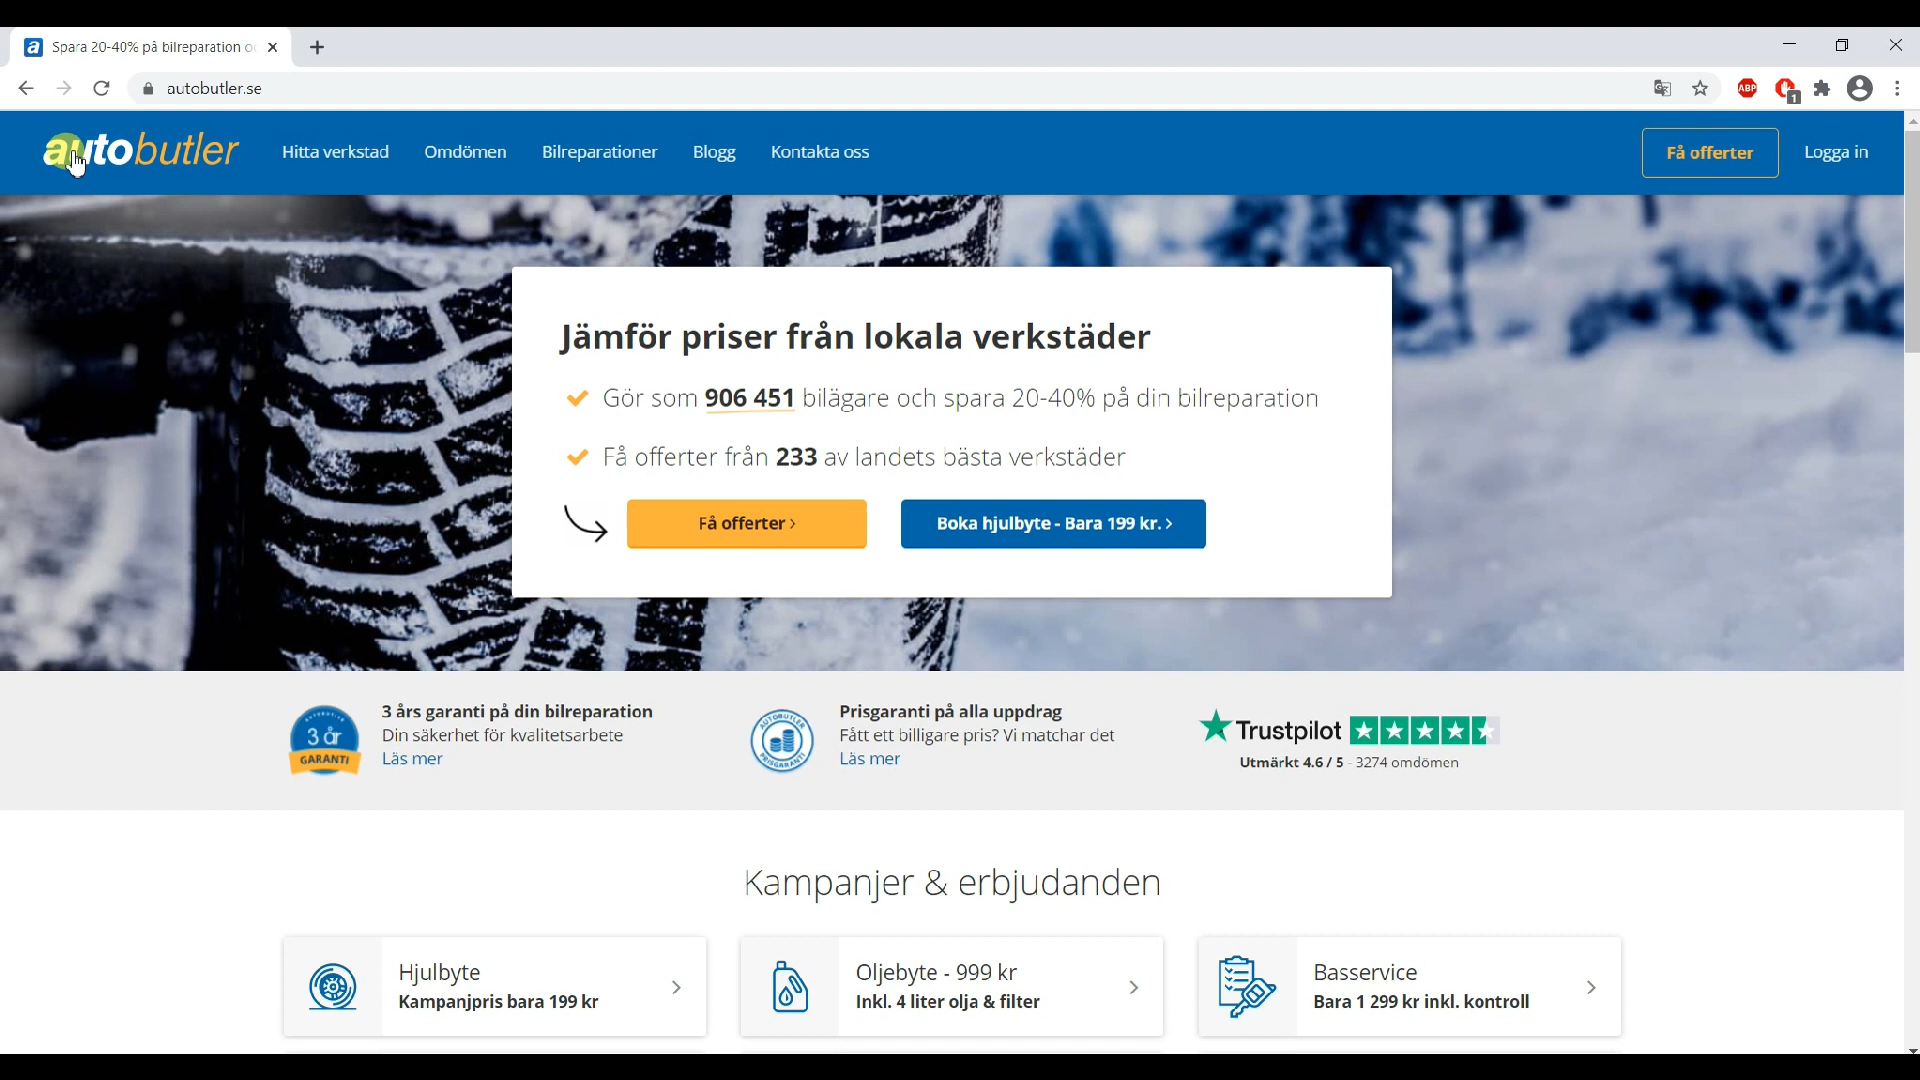 Spara 20-40% på bilreparation oc
autobutler.se
ABP
1
autobutler
Hitta verkstad
Omdömen
Bilreparationer
Blogg
Kontakta oss
Få offerter
Logga in
Jämför priser från lokala verkstäder
Gör som 906 451 bilägare och spara 20-40% på din bilreparation
Få offerter från 233 av landets bästa verkstäder
Få offerter ›
Boka hjulbyte - Bara 199 kr. ›
3 år
GARANTI
3 års garanti på din bilreparation
Din säkerhet för kvalitetsarbete
Läs mer
AUTOBUTLER
PRISGARANTI
Prisgaranti på alla uppdrag
Fått ett billigare pris? Vi matchar det
Läs mer
Trustpilot
Utmärkt 4.6 / 5 - 3274 omdömen
Kampanjer & erbjudanden
Hjulbyte
Kampanjpris bara 199 kr
Oljebyte - 999 kr
Inkl. 4 liter olja & filter
Basservice
Bara 1 299 kr inkl. kontroll